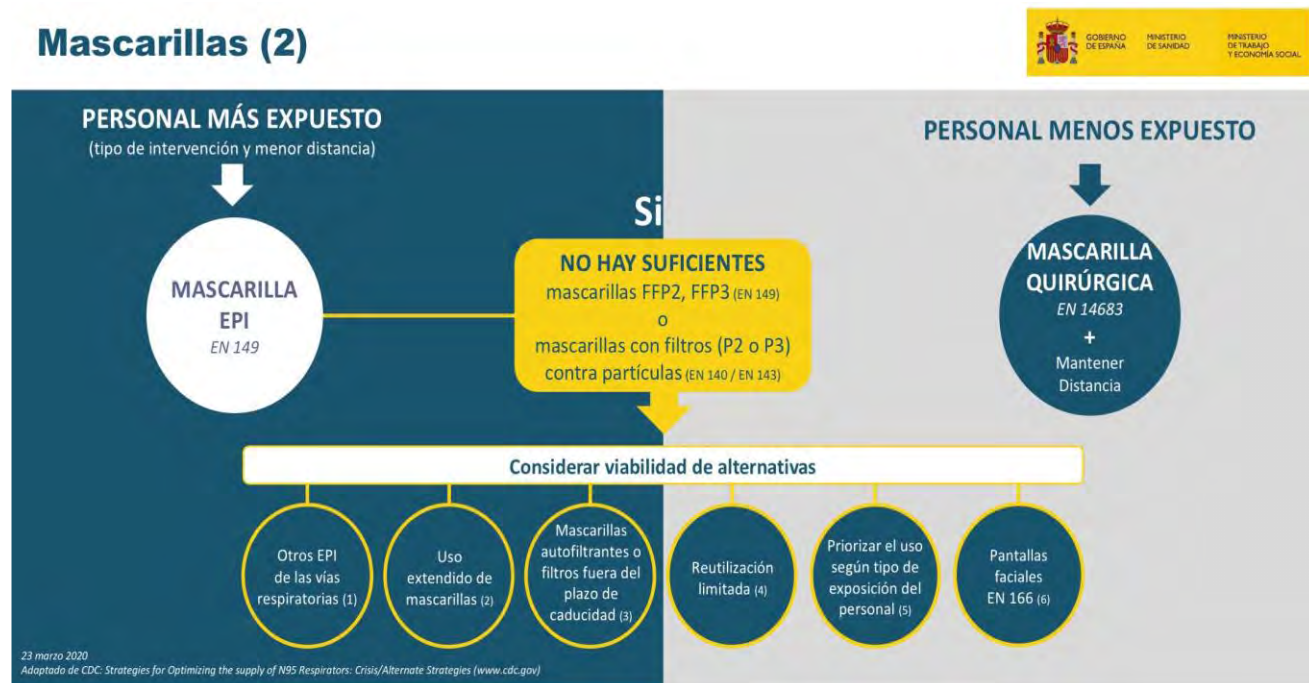 Mascarillas (2)
GOBIERNO
DE ESPAÑA
MINISTERIO
DE SANIDAD
MINISTERIO
DE TRABAJO
Y ECONOMÍA SOCIAL
PERSONAL MÁS EXPUESTO
(tipo de intervención y menor distancia)
PERSONAL MENOS EXPUESTO
MASCARILLA
EPI
EN 149
Si
NO HAY SUFICIENTES
mascarillas FFP2, FFP3 (EN 149)
o
mascarillas con filtros (P2 o P3)
contra partículas (EN 140 / EN 143)
MASCARILLA
QUIRÚRGICA
EN 14683
+
Mantener
Distancia
Considerar viabilidad de alternativas
Otros EPI
de las vías
respiratorias (1)
Uso
extendido de
mascarillas (2)
Mascarillas
autofiltrantes o
filtros fuera del
plazo de
caducidad (3)
Reutilización
limitada (4)
Priorizar el uso
según tipo de
exposición del
personal (5)
Pantallas
faciales
EN 166 (6)
23 marzo 2020
Adaptado de CDC: Strategies for Optimizing the supply of N95 Respirators: Crisis/Alternate Strategies (www.cdc.gov)